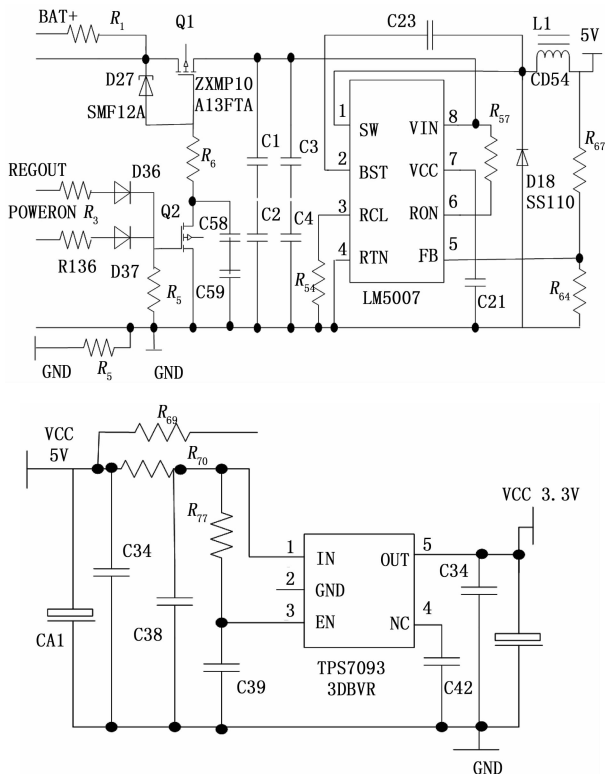 BAT+ R1 Q1 C23 L1 5V
D27 ZXMP10 CD54
SMF12A A13FTA
1 SW VIN 8 R57 R67
C1 C3
R6
2 BST VCC 7 D18
SS110
REGOUT D36 Q2
POWERON R3 C58 C2 C4 3 RCL RON 6
R136 D37 4 RTN FB 5
R5 C59 R54 LM5007 C21 R64
GND R5 GND
R69
VCC
5V R70 VCC 3.3V
R77
1 IN OUT 5
C34 2 GND C34
CA1 C38 3 EN NC 4
C39 TPS7093
3DBVR C42
GND